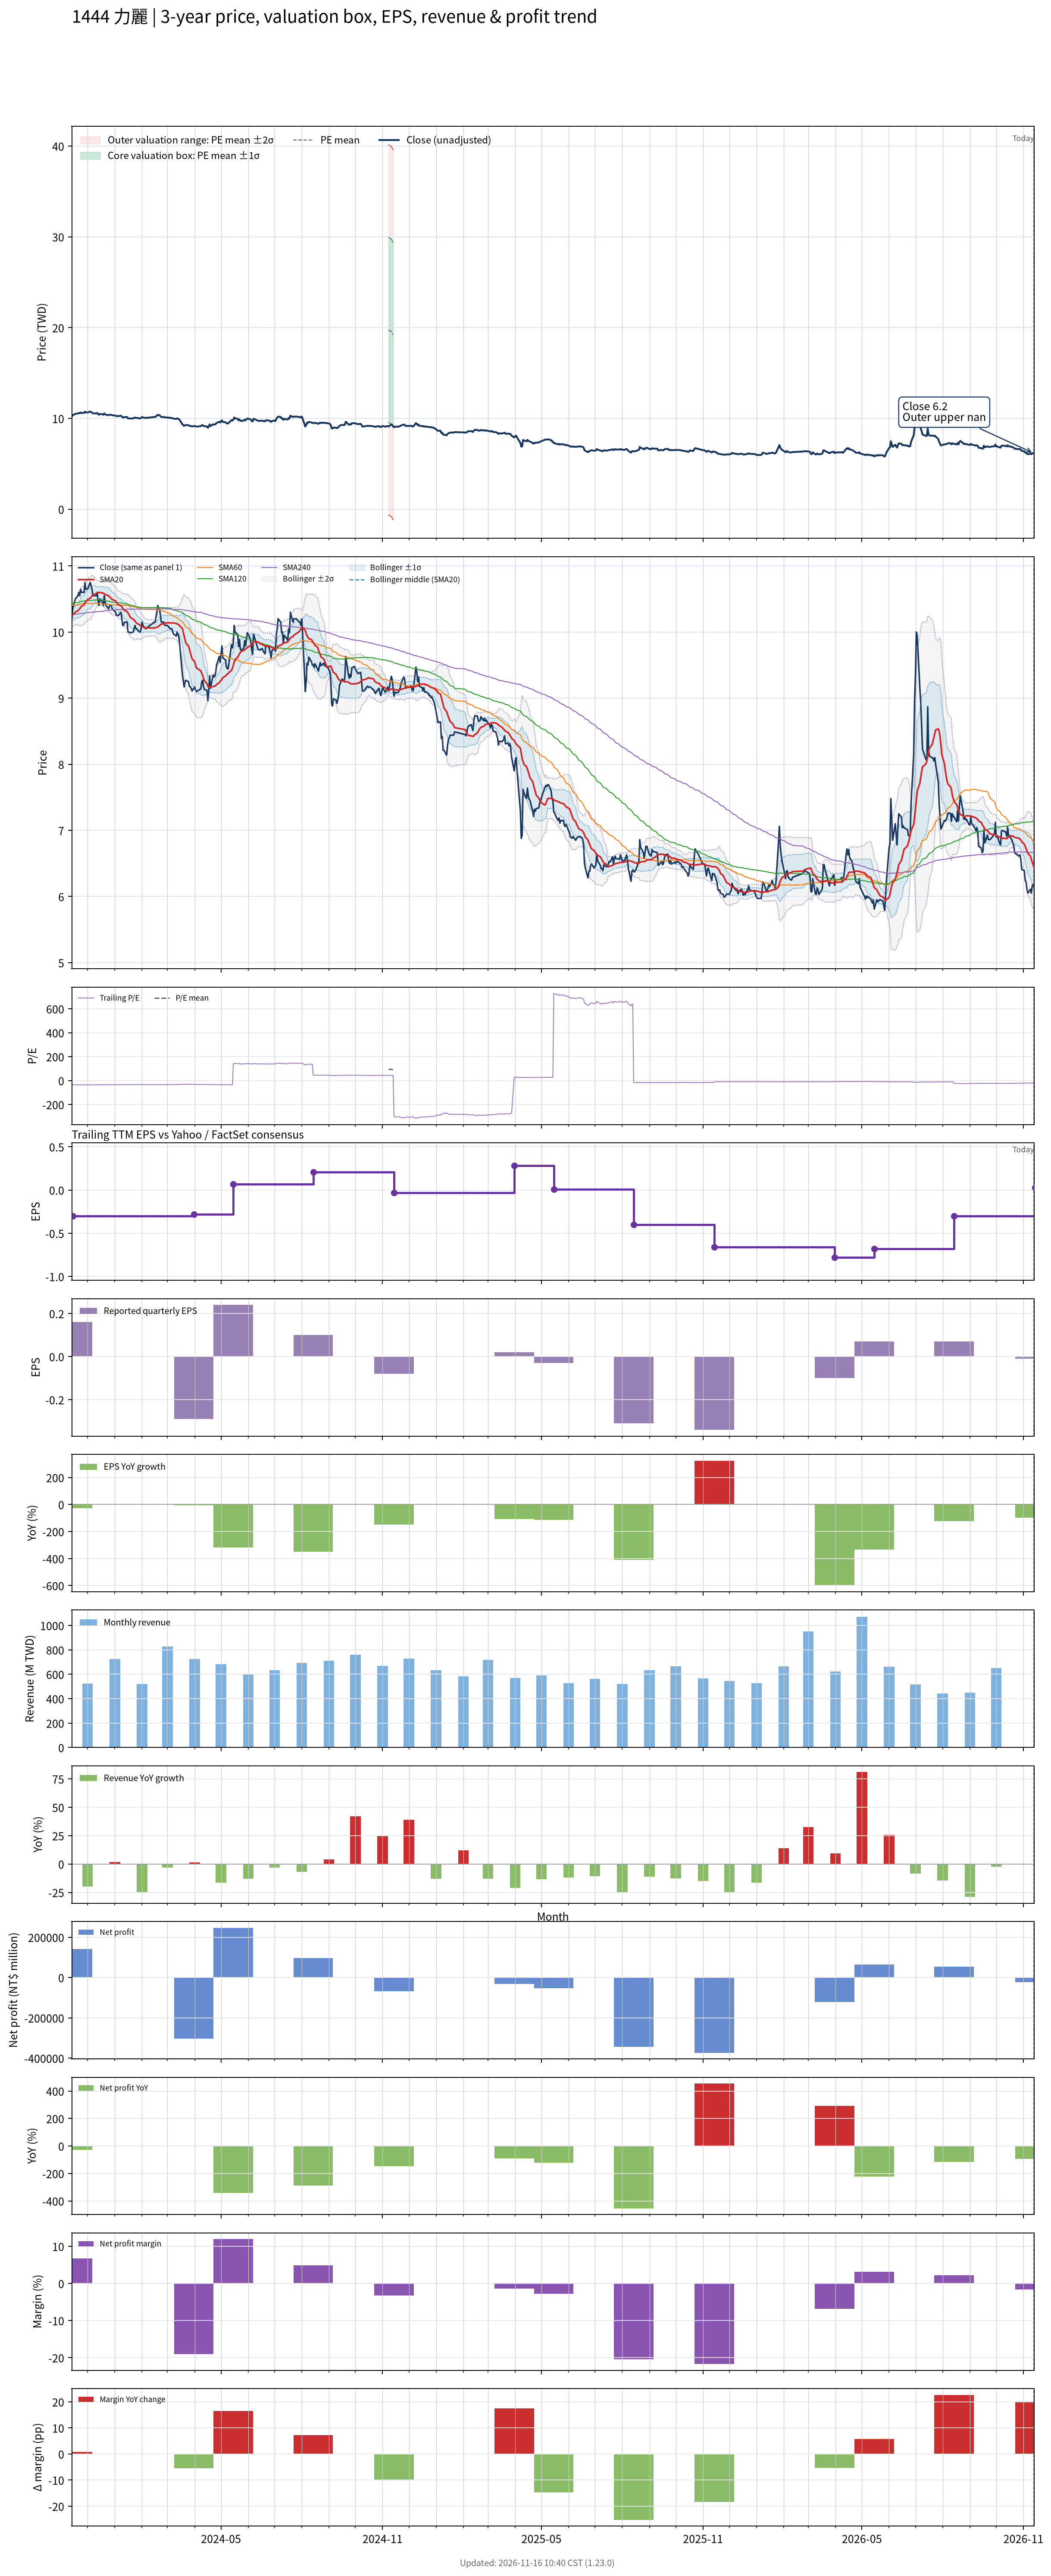 1444 力麗 | 3-year price, valuation box, EPS, revenue & profit trend
Outer valuation range: PE mean ±2σ
PE mean
Close (unadjusted)
Core valuation box: PE mean ±1σ
Today
Price (TWD)
40
30
20
10
0
Close 6.2
Outer upper nan
Close (same as panel 1)
SMA20
SMA60
SMA120
SMA240
Bollinger ±2σ
Bollinger ±1σ
Bollinger middle (SMA20)
Price
11
10
9
8
7
6
5
Trailing P/E
P/E mean
P/E
600
400
200
0
-200
Trailing TTM EPS vs Yahoo / FactSet consensus
Today
EPS
0.5
0.0
-0.5
-1.0
Reported quarterly EPS
EPS
0.2
0.0
-0.2
EPS YoY growth
YoY (%)
200
0
-200
-400
-600
Monthly revenue
Revenue (M TWD)
1000
800
600
400
200
0
Revenue YoY growth
YoY (%)
75
50
25
0
-25
Month
Net profit
Net profit (NT$ million)
200000
0
-200000
-400000
Net profit YoY
YoY (%)
400
200
0
-200
-400
Net profit margin
Margin (%)
10
0
-10
-20
Margin YoY change
Δ margin (pp)
20
10
0
-10
-20
2024-05
2024-11
2025-05
2025-11
2026-05
2026-11
Updated: 2026-11-16 10:40 CST (1.23.0)